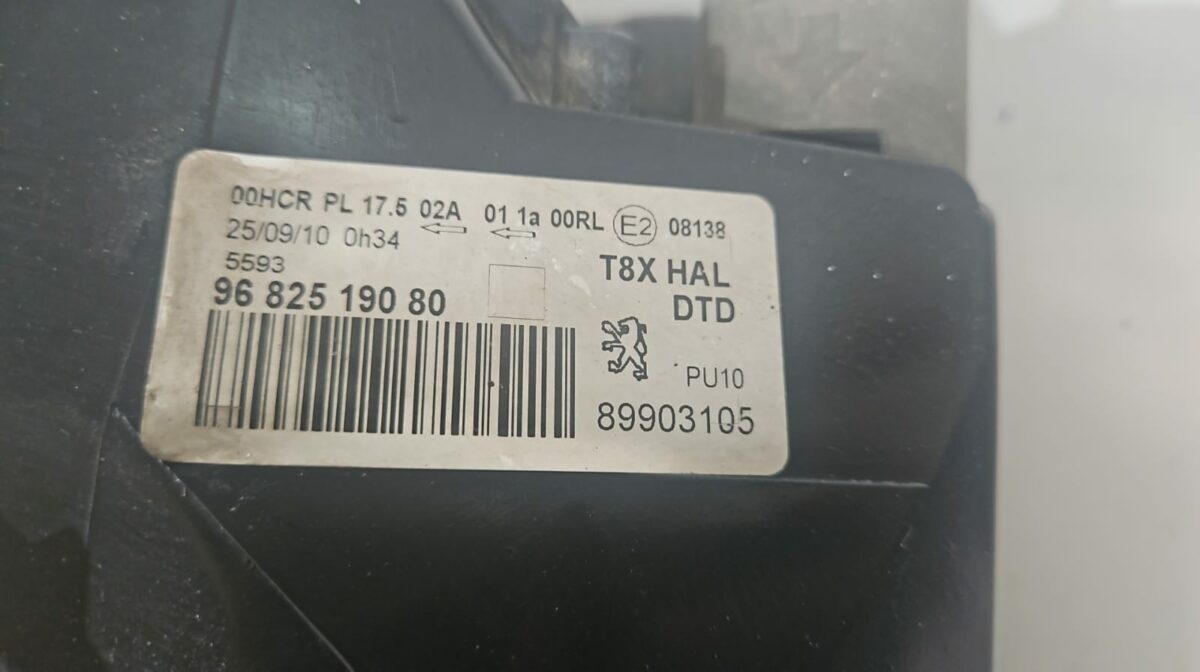 00HCR PL 17.5 02A 01 1a 00RL E2 08138
25/09/10 0h34
5593
96 825 190 80
T8X HAL
DTD
PU10
89903105